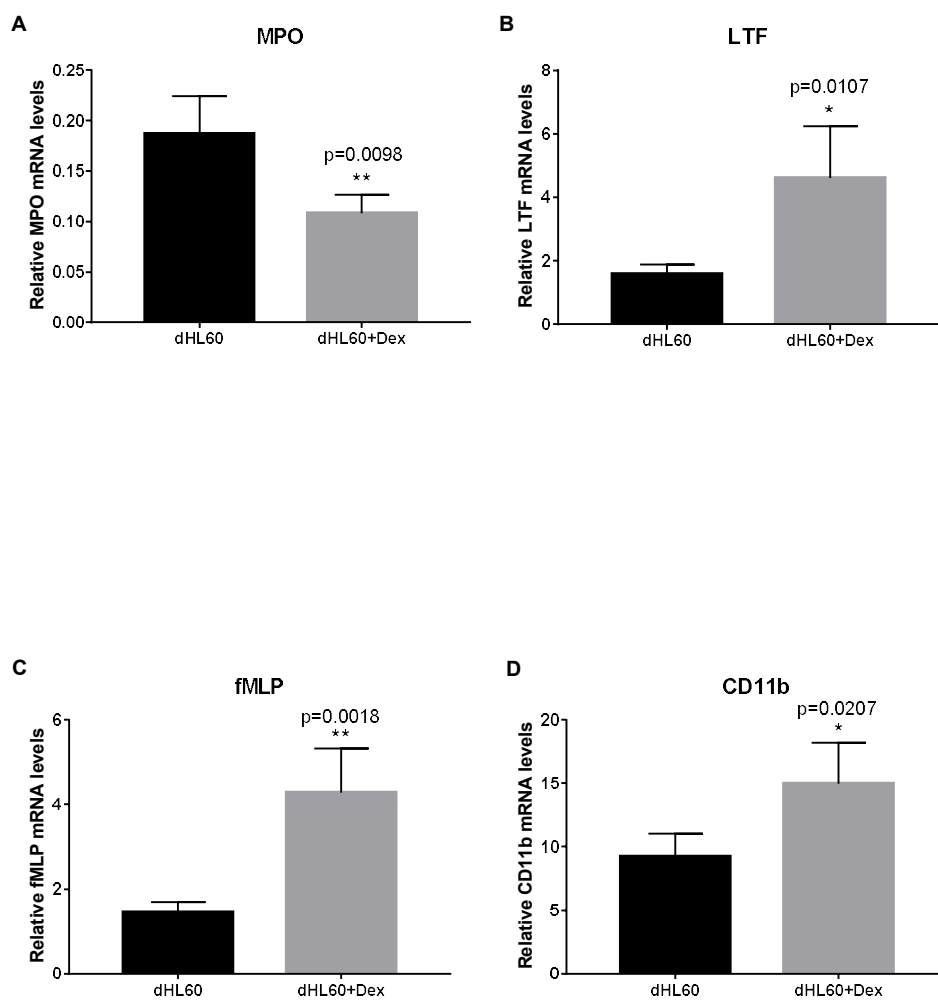 A
MPO
Relative MPO mRNA levels
0.25
0.20
0.15
0.10
0.05
0.00
p=0.0098
**
dHL60
dHL60+Dex
B
LTF
Relative LTF mRNA levels
8
6
4
2
0
p=0.0107
*
dHL60
dHL60+Dex
C
fMLP
Relative fMLP mRNA levels
6
4
2
0
p=0.0018
**
dHL60
dHL60+Dex
D
CD11b
Relative CD11b mRNA levels
20
15
10
5
0
p=0.0207
*
dHL60
dHL60+Dex